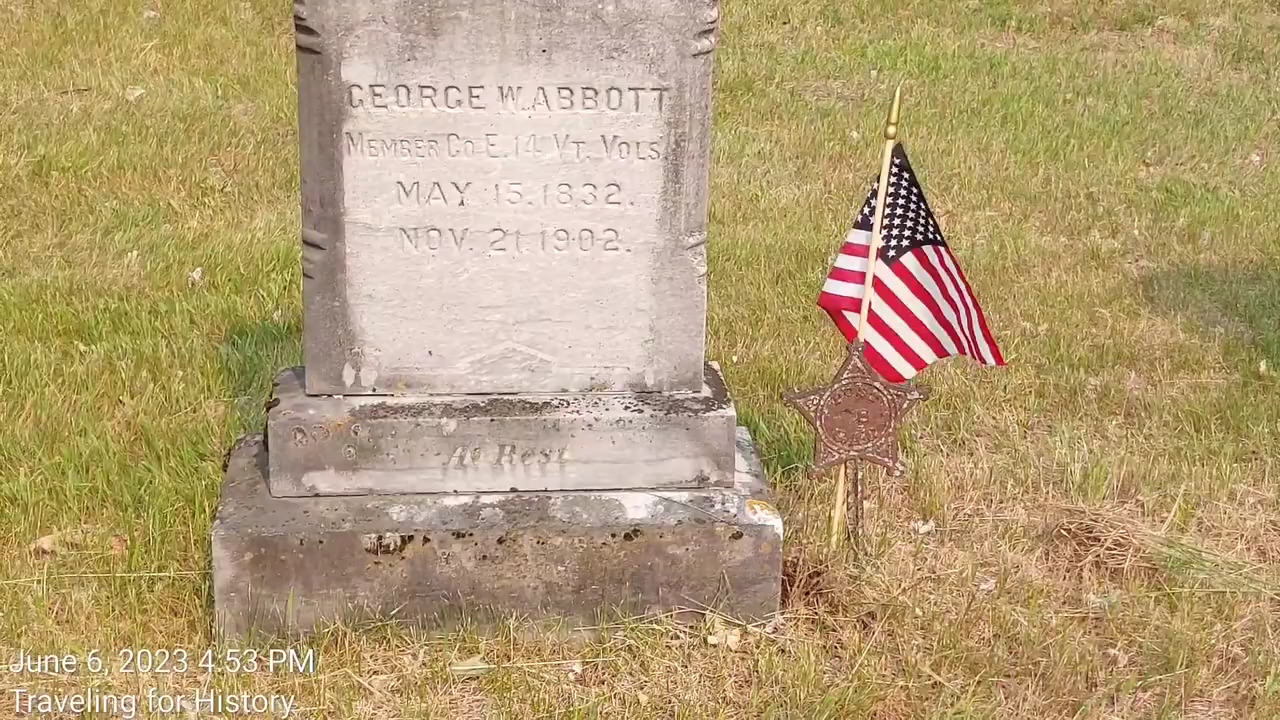 GEORGE W. ABBOTT
MEMBER CO. E. 14 VT. VOLS.
MAY 15. 1832.
NOV. 21. 1902.
At Rest
June 6, 2023 4 53 PM
Traveling for History